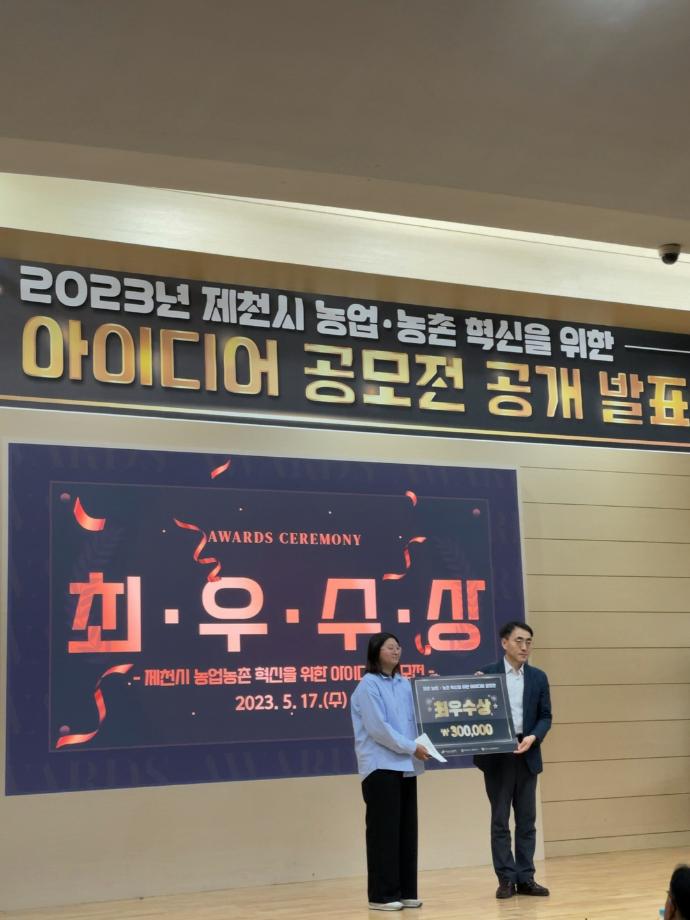 2023년 제천시 농업·농촌 혁신을 위한
아이디어 공모전 공개 발표
AWARDS CEREMONY
최·우·수·상
- 제천시 농업농촌 혁신을 위한 아이 공모전 -
2023. 5. 17.(수)
최우수상
₩ 300,000